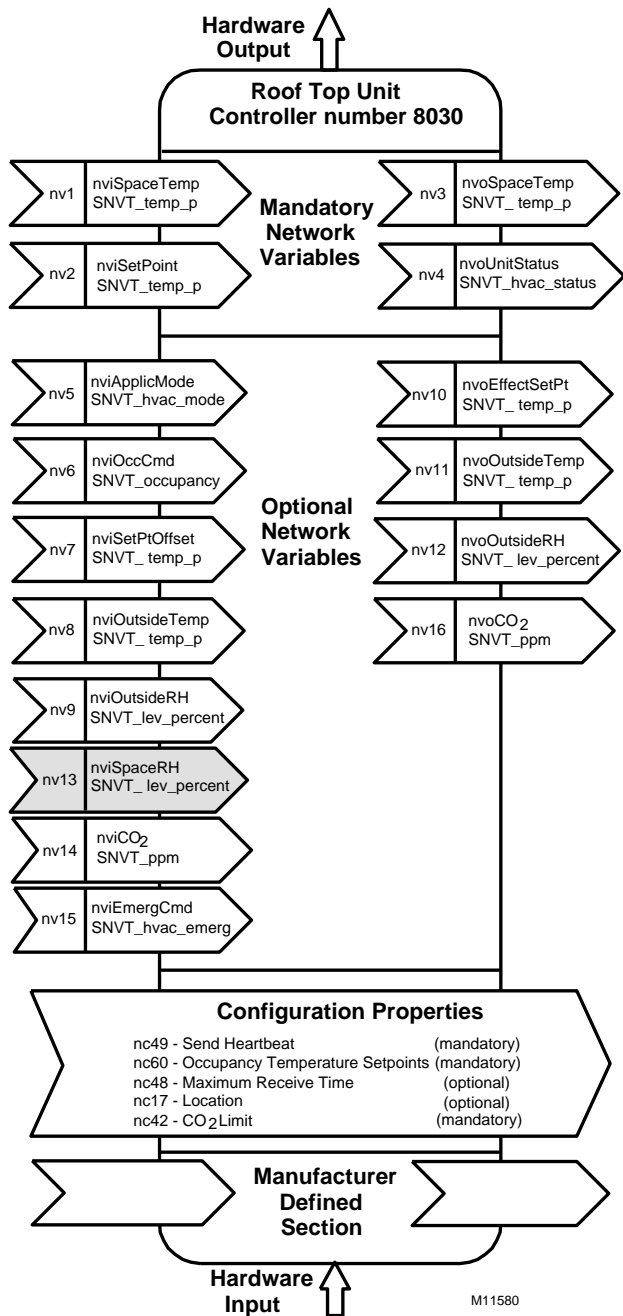 Hardware
Output
Roof Top Unit
Controller number 8030
nv1
nviSpaceTemp
SNVT_temp_p
nv2
nviSetPoint
SNVT_temp_p
Mandatory
Network
Variables
nv3
nvoSpaceTemp
SNVT_ temp_p
nv4
nvoUnitStatus
SNVT_hvac_status
nv5
nviApplicMode
SNVT_hvac_mode
nv6
nviOccCmd
SNVT_occupancy
nv7
nviSetPtOffset
SNVT_ temp_p
nv8
nviOutsideTemp
SNVT_ temp_p
nv9
nviOutsideRH
SNVT_lev_percent
nv13
nviSpaceRH
SNVT_ lev_percent
nv14
nviCO2
SNVT_ppm
nv15
nviEmergCmd
SNVT_hvac_emerg
Optional
Network
Variables
nv10
nvoEffectSetPt
SNVT_ temp_p
nv11
nvoOutsideTemp
SNVT_ temp_p
nv12
nvoOutsideRH
SNVT_ lev_percent
nv16
nvoCO2
SNVT_ppm
Configuration Properties
nc49 - Send Heartbeat (mandatory)
nc60 - Occupancy Temperature Setpoints (mandatory)
nc48 - Maximum Receive Time (optional)
nc17 - Location (optional)
nc42 - CO2 Limit (mandatory)
Manufacturer
Defined
Section
Hardware
Input
M11580